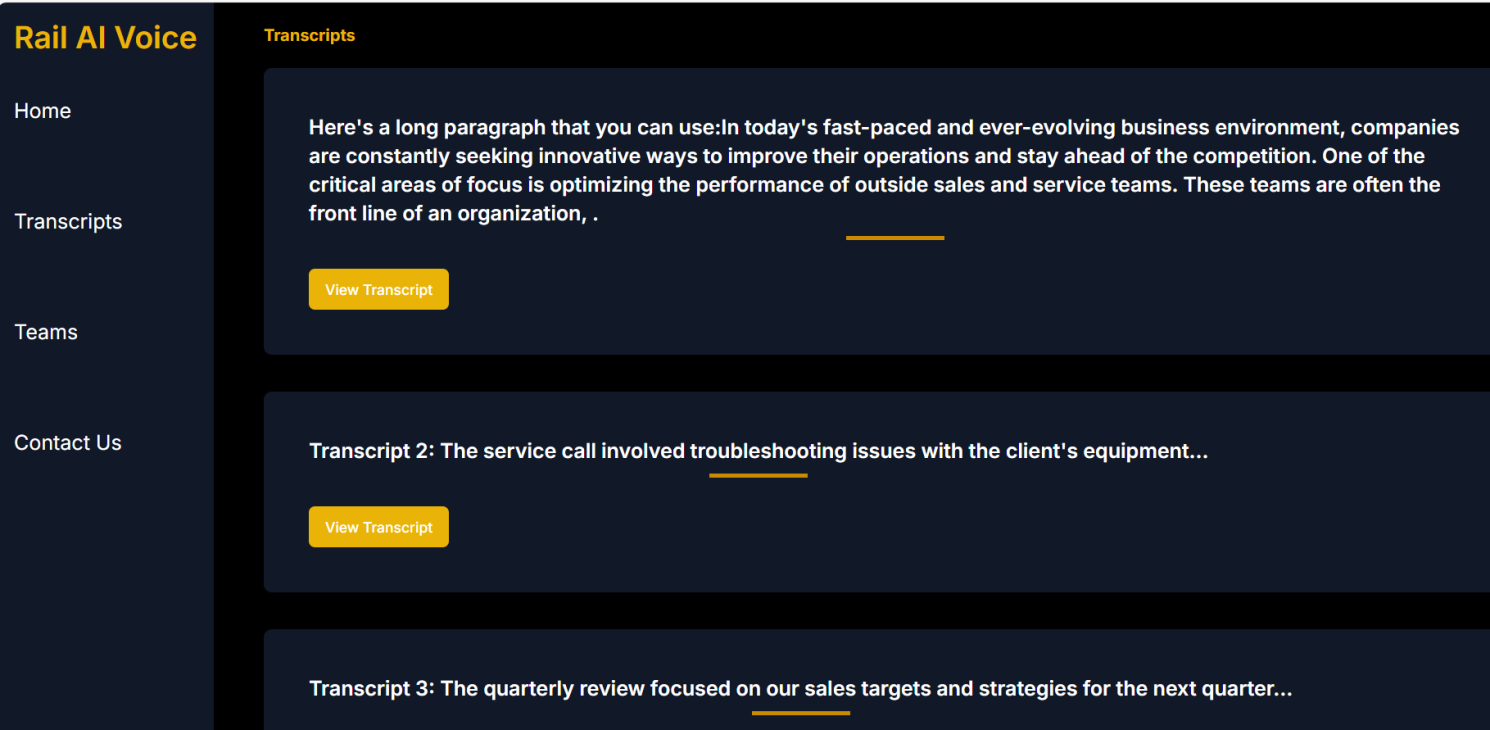 Rail AI Voice
Home
Transcripts
Teams
Contact Us
Transcripts
Here's a long paragraph that you can use:In today's fast-paced and ever-evolving business environment, companies
are constantly seeking innovative ways to improve their operations and stay ahead of the competition. One of the
critical areas of focus is optimizing the performance of outside sales and service teams. These teams are often the
front line of an organization, .
View Transcript
Transcript 2: The service call involved troubleshooting issues with the client's equipment...
View Transcript
Transcript 3: The quarterly review focused on our sales targets and strategies for the next quarter...